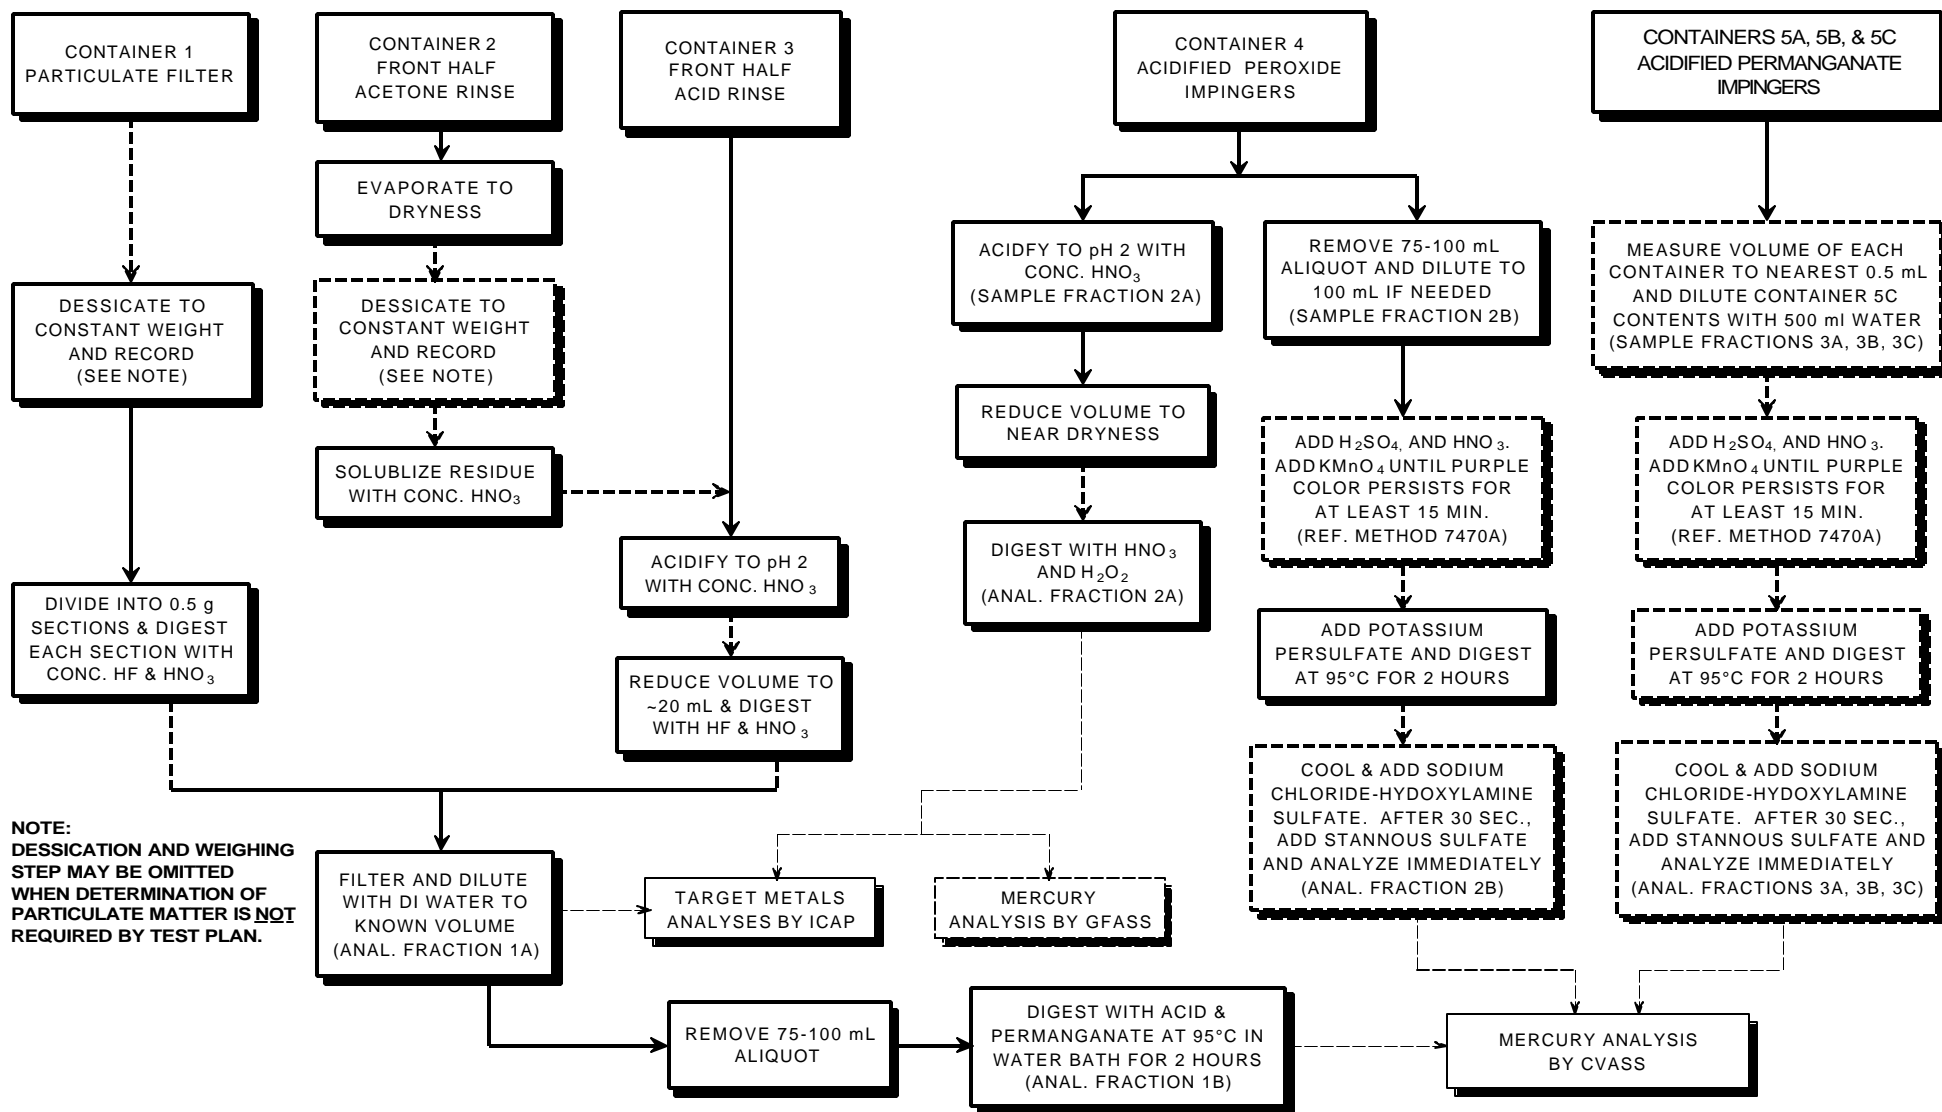 CONTAINER 1
PARTICULATE FILTER
CONTAINER 2
FRONT HALF
ACETONE RINSE
CONTAINER 3
FRONT HALF
ACID RINSE
CONTAINER 4
ACIDIFIED PEROXIDE
IMPINGERS
CONTAINERS 5A, 5B, & 5C
ACIDIFIED PERMANGANATE
IMPINGERS
EVAPORATE TO
DRYNESS
ACIDFY TO pH 2 WITH
CONC. HNO₃
(SAMPLE FRACTION 2A)
REMOVE 75-100 mL
ALIQUOT AND DILUTE TO
100 mL IF NEEDED
(SAMPLE FRACTION 2B)
MEASURE VOLUME OF EACH
CONTAINER TO NEAREST 0.5 mL
AND DILUTE CONTAINER 5C
CONTENTS WITH 500 ml WATER
(SAMPLE FRACTIONS 3A, 3B, 3C)
DESSICATE TO
CONSTANT WEIGHT
AND RECORD
(SEE NOTE)
DESSICATE TO
CONSTANT WEIGHT
AND RECORD
(SEE NOTE)
REDUCE VOLUME TO
NEAR DRYNESS
SOLUBLIZE RESIDUE
WITH CONC. HNO₃
ADD H₂SO₄, AND HNO₃.
ADD KMnO₄ UNTIL PURPLE
COLOR PERSISTS FOR
AT LEAST 15 MIN.
(REF. METHOD 7470A)
ADD H₂SO₄, AND HNO₃.
ADD KMnO₄ UNTIL PURPLE
COLOR PERSISTS FOR
AT LEAST 15 MIN.
(REF. METHOD 7470A)
ACIDIFY TO pH 2
WITH CONC. HNO₃
DIGEST WITH HNO₃
AND H₂O₂
(ANAL. FRACTION 2A)
DIVIDE INTO 0.5 g
SECTIONS & DIGEST
EACH SECTION WITH
CONC. HF & HNO₃
REDUCE VOLUME TO
~20 mL & DIGEST
WITH HF & HNO₃
ADD POTASSIUM
PERSULFATE AND DIGEST
AT 95°C FOR 2 HOURS
ADD POTASSIUM
PERSULFATE AND DIGEST
AT 95°C FOR 2 HOURS
COOL & ADD SODIUM
CHLORIDE-HYDOXYLAMINE
SULFATE. AFTER 30 SEC.,
ADD STANNOUS SULFATE
AND ANALYZE IMMEDIATELY
(ANAL. FRACTION 2B)
COOL & ADD SODIUM
CHLORIDE-HYDOXYLAMINE
SULFATE. AFTER 30 SEC.,
ADD STANNOUS SULFATE AND
ANALYZE IMMEDIATELY
(ANAL. FRACTIONS 3A, 3B, 3C)
NOTE:
DESSICATION AND WEIGHING
STEP MAY BE OMITTED
WHEN DETERMINATION OF
PARTICULATE MATTER IS NOT
REQUIRED BY TEST PLAN.
FILTER AND DILUTE
WITH DI WATER TO
KNOWN VOLUME
(ANAL. FRACTION 1A)
TARGET METALS
ANALYSES BY ICAP
MERCURY
ANALYSIS BY GFASS
REMOVE 75-100 mL
ALIQUOT
DIGEST WITH ACID &
PERMANGANATE AT 95°C IN
WATER BATH FOR 2 HOURS
(ANAL. FRACTION 1B)
MERCURY ANALYSIS
BY CVASS